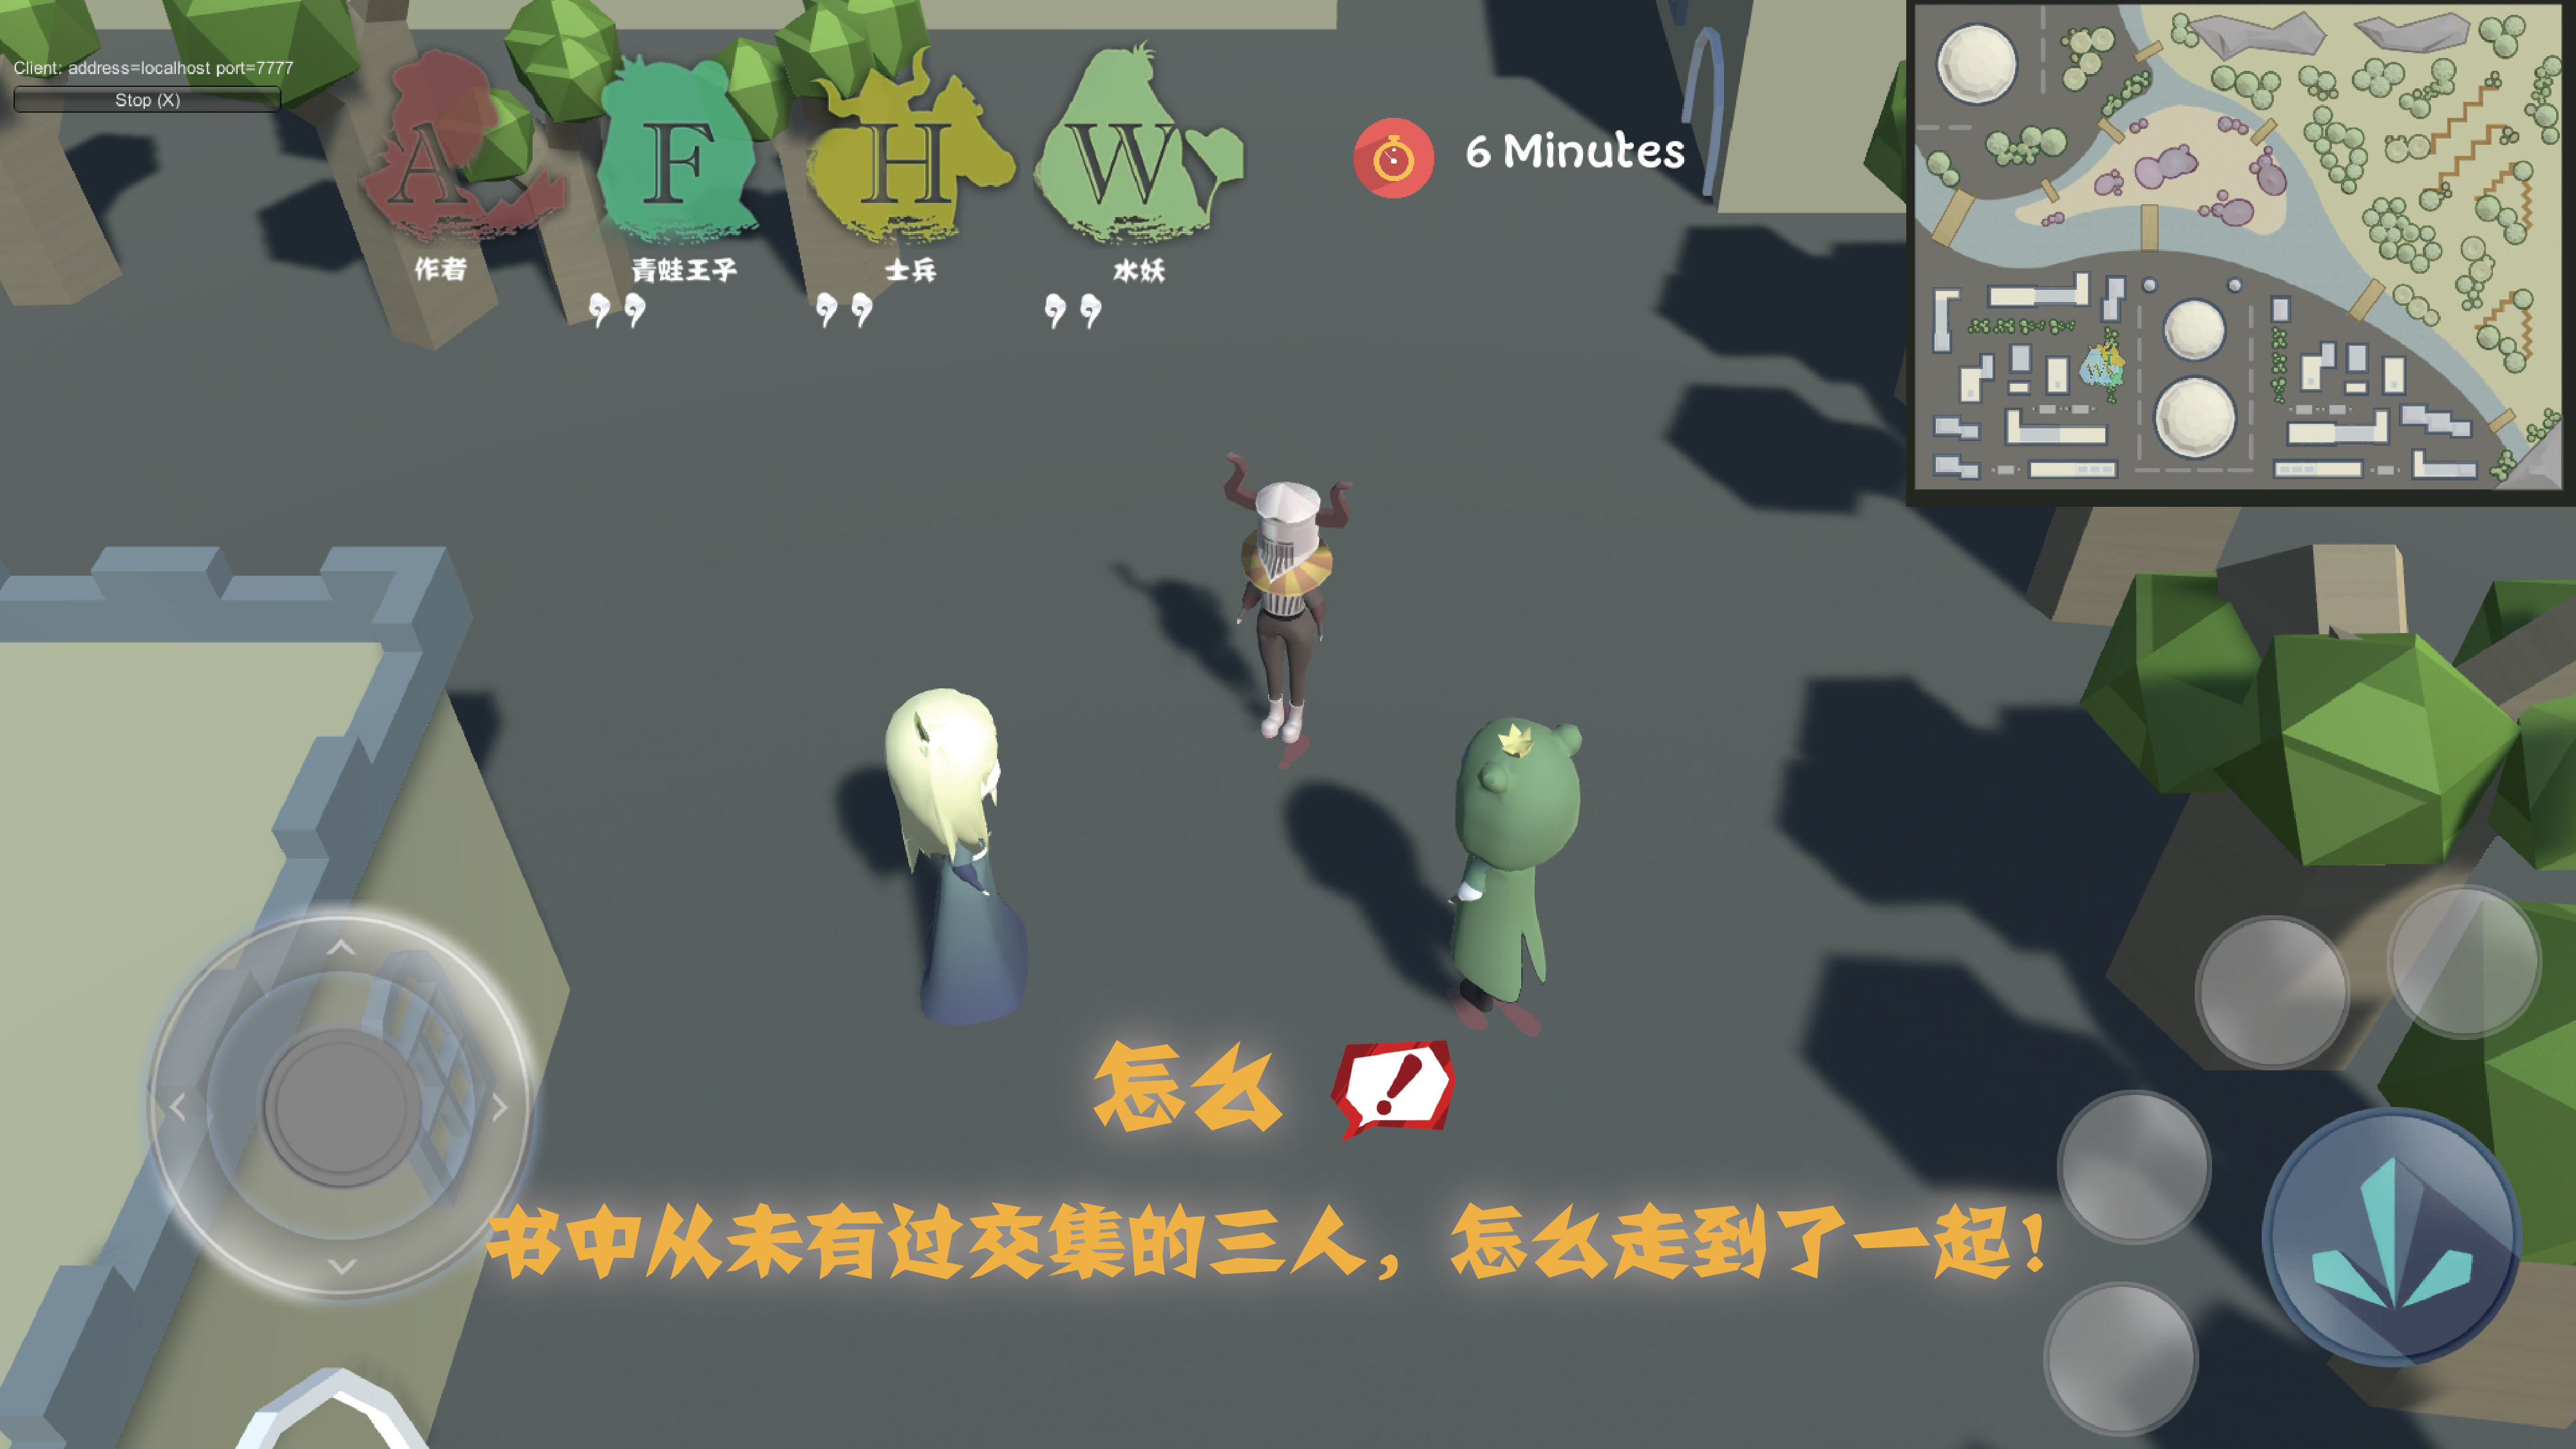 Client: address=localhost port=7777
Stop (X)
A F H W
作者 青蛙王子 士兵 水妖
6 Minutes
W
怎么 !
书中从未有过交集的三人，怎么走到了一起！